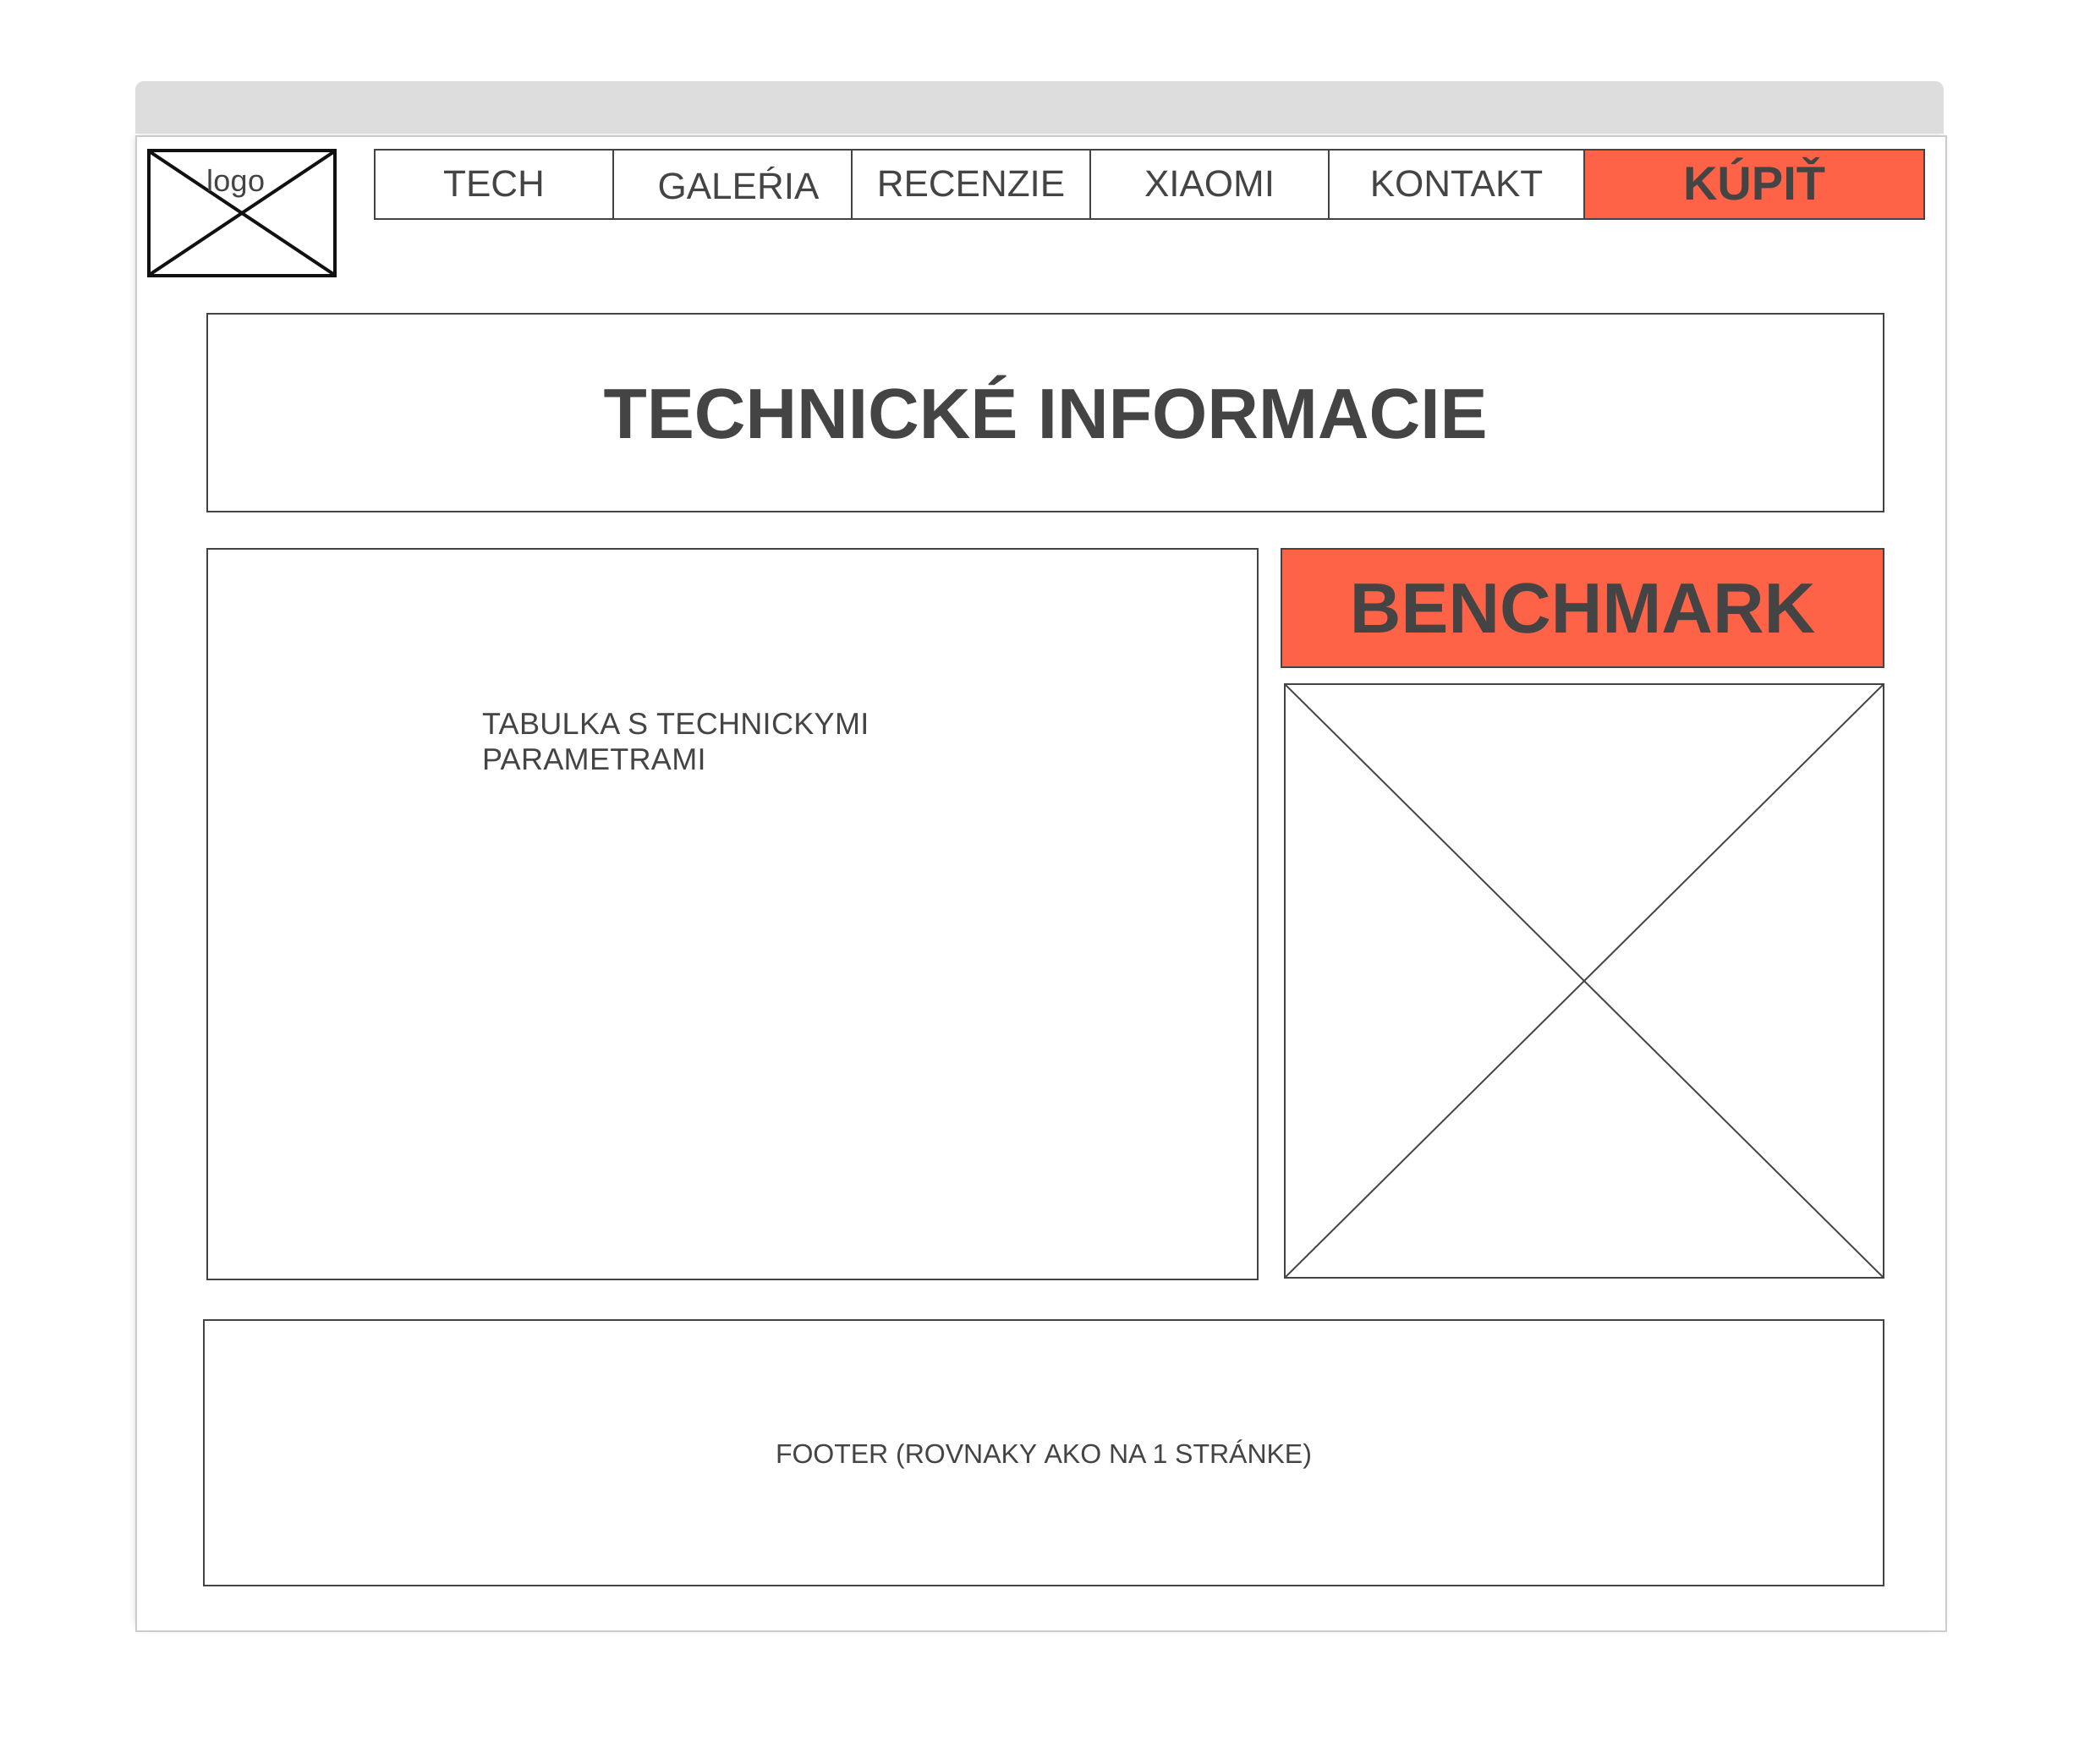 logo
TECH
GALEŔIA
RECENZIE
XIAOMI
KONTAKT
KÚPIŤ
TECHNICKÉ INFORMACIE
BENCHMARK
TABULKA S TECHNICKYMI
PARAMETRAMI
FOOTER (ROVNAKY AKO NA 1 STRÁNKE)